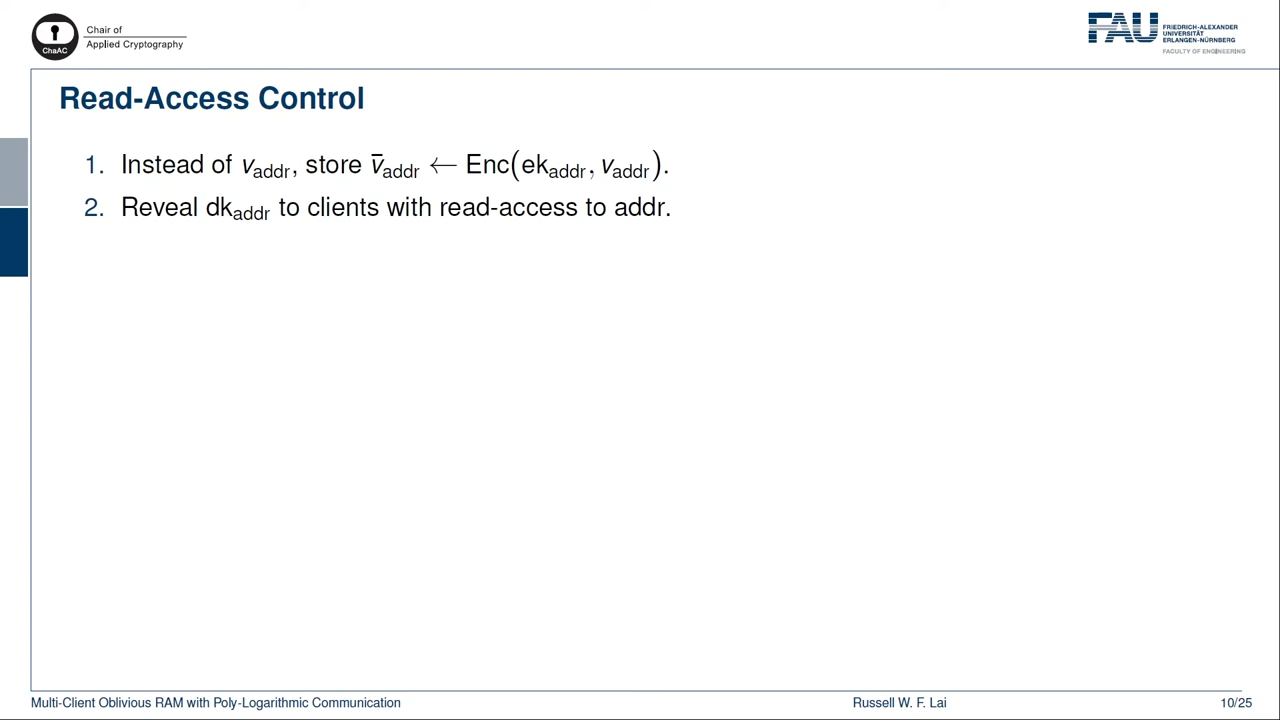 Chair of
Applied Cryptography
ChaAC
FAU
FRIEDRICH-ALEXANDER
UNIVERSITÄT
ERLANGEN-NÜRNBERG
FACULTY OF ENGINEERING
Read-Access Control
1. Instead of v_addr, store v̄_addr ← Enc(ek_addr, v_addr).
2. Reveal dk_addr to clients with read-access to addr.
Multi-Client Oblivious RAM with Poly-Logarithmic Communication
Russell W. F. Lai
10/25